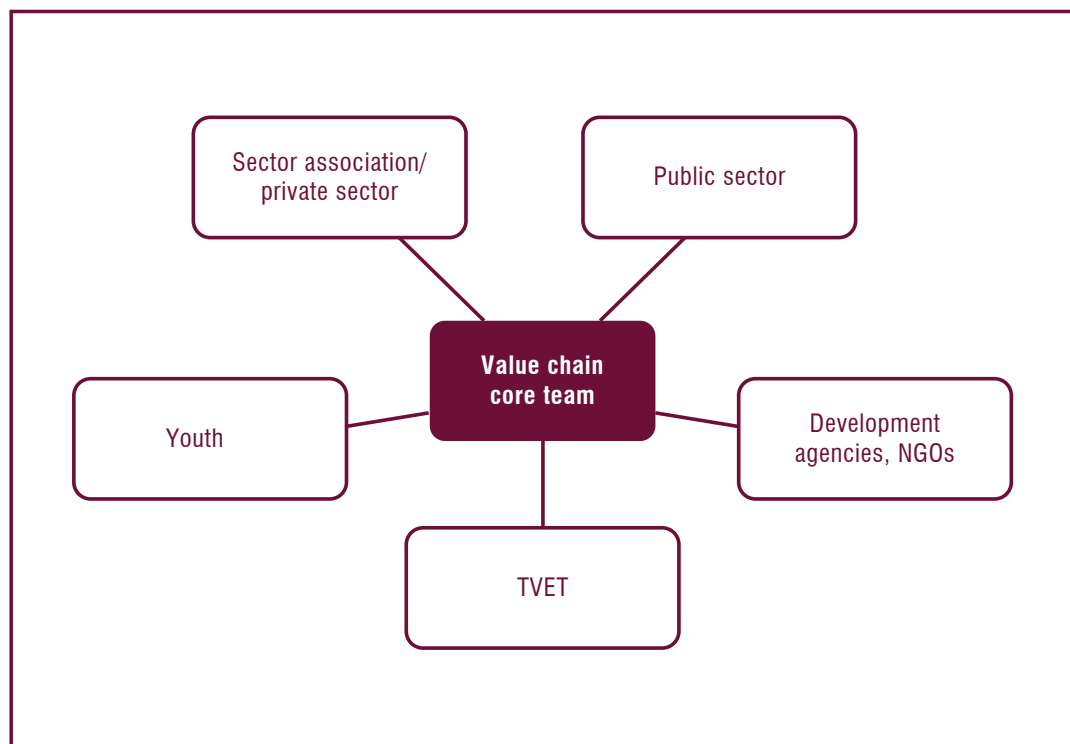 Sector association/
private sector
Public sector
Value chain
core team
Youth
Development
agencies, NGOs
TVET